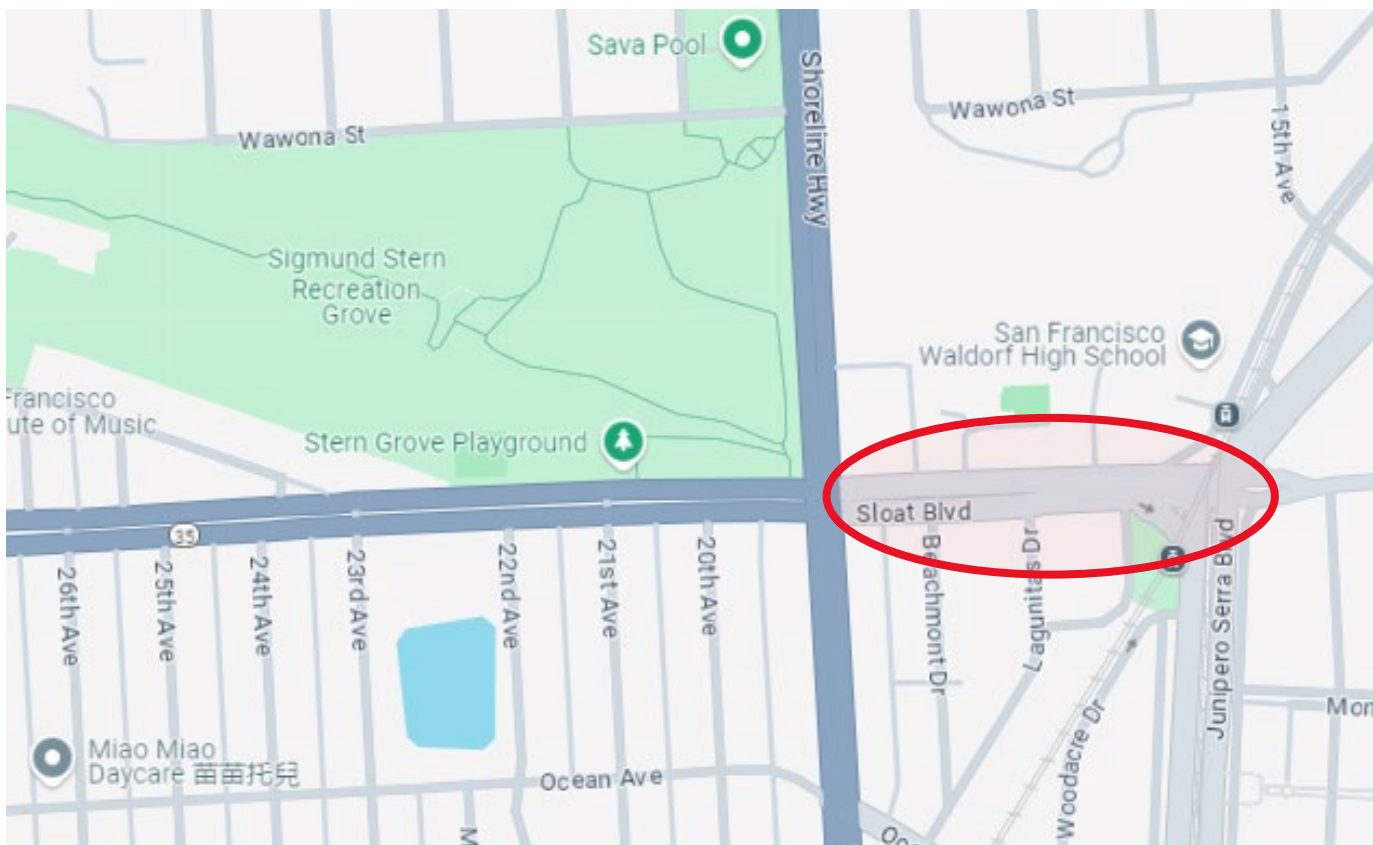 Sava Pool
Shoreline Hwy
Wawona St
Wawona St
15th Ave
Sigmund Stern
Recreation
Grove
San Francisco
Waldorf High School
Francisco
ute of Music
Stern Grove Playground
Sloat Blvd
35
26th Ave
25th Ave
24th Ave
23rd Ave
22nd Ave
21st Ave
20th Ave
Beachmont Dr
Lagunitas Dr
Junipero Serra Blvd
Woodacre Dr
Mon
Miao Miao
Daycare 苗苗托兒
Ocean Ave
M